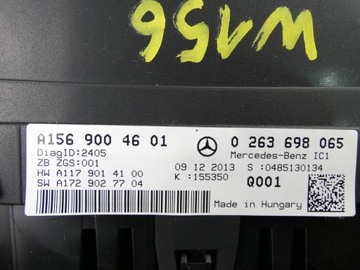 W156
A156 900 46 01
0 263 698 065
DiagID:2405
Mercedes-Benz IC1
ZB ZGS:001
09 12 2013 S :0485130134
HW A117 901 41 00
K :155350
Q001
SW A172 902 77 04
Made in Hungary